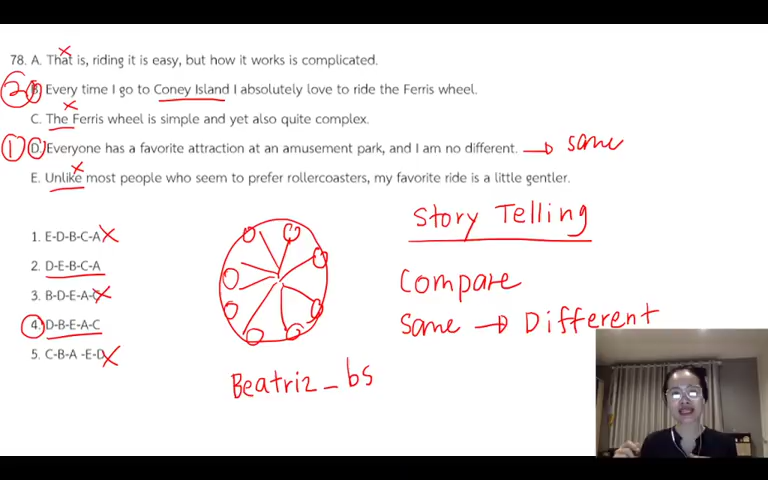 78. A. That is, riding it is easy, but how it works is complicated.
2 B. Every time I go to Coney Island I absolutely love to ride the Ferris wheel.
C. The Ferris wheel is simple and yet also quite complex.
1 D. Everyone has a favorite attraction at an amusement park, and I am no different. → same
E. Unlike most people who seem to prefer rollercoasters, my favorite ride is a little gentler.
1. E-D-B-C-A
2. D-E-B-C-A
3. B-D-E-A-C
4. D-B-E-A-C
5. C-B-A -E-D
Story Telling
Compare
Same → Different
Beatriz_bs